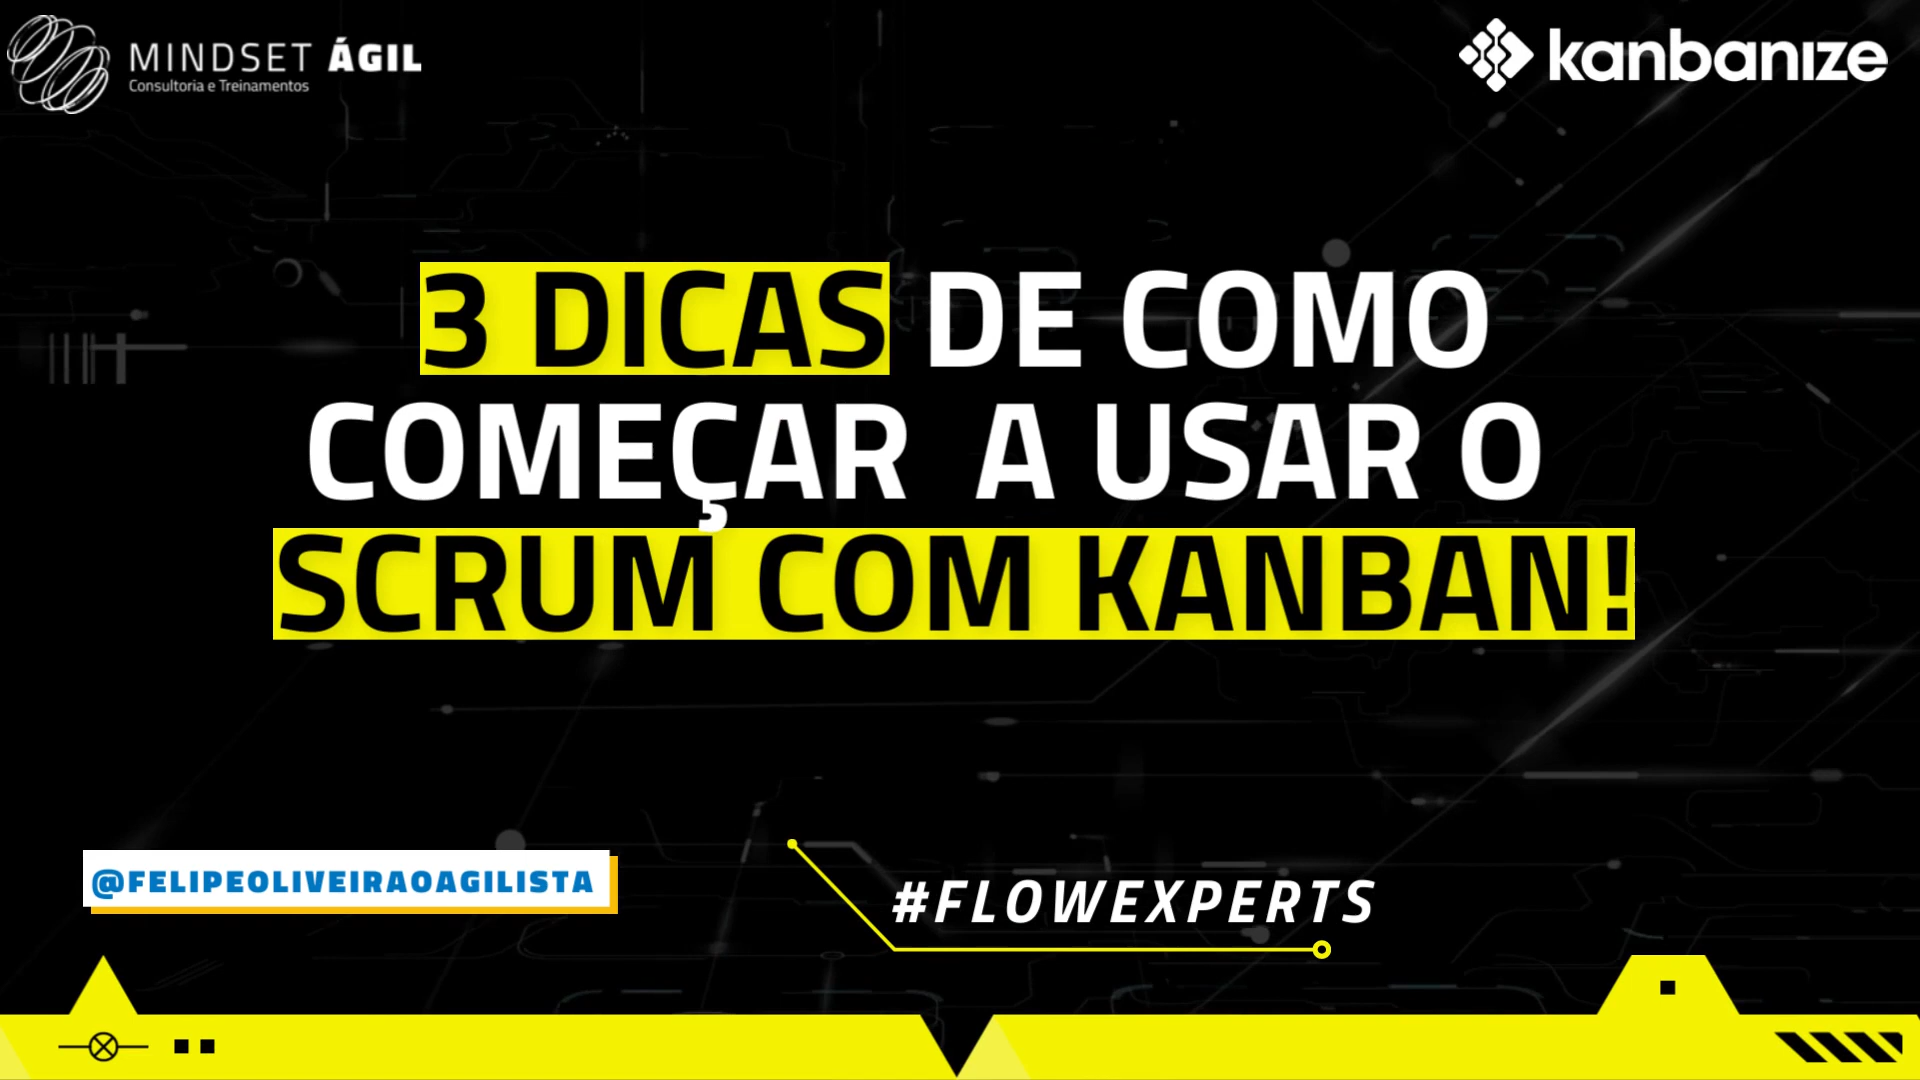 MINDSET ÁGIL
Consultoria e Treinamentos
kanbanize
3 DICAS DE COMO
COMEÇAR A USAR O
SCRUM COM KANBAN!
@FELIPEOLIVEIRAOAGILISTA
#FLOWEXPERTS